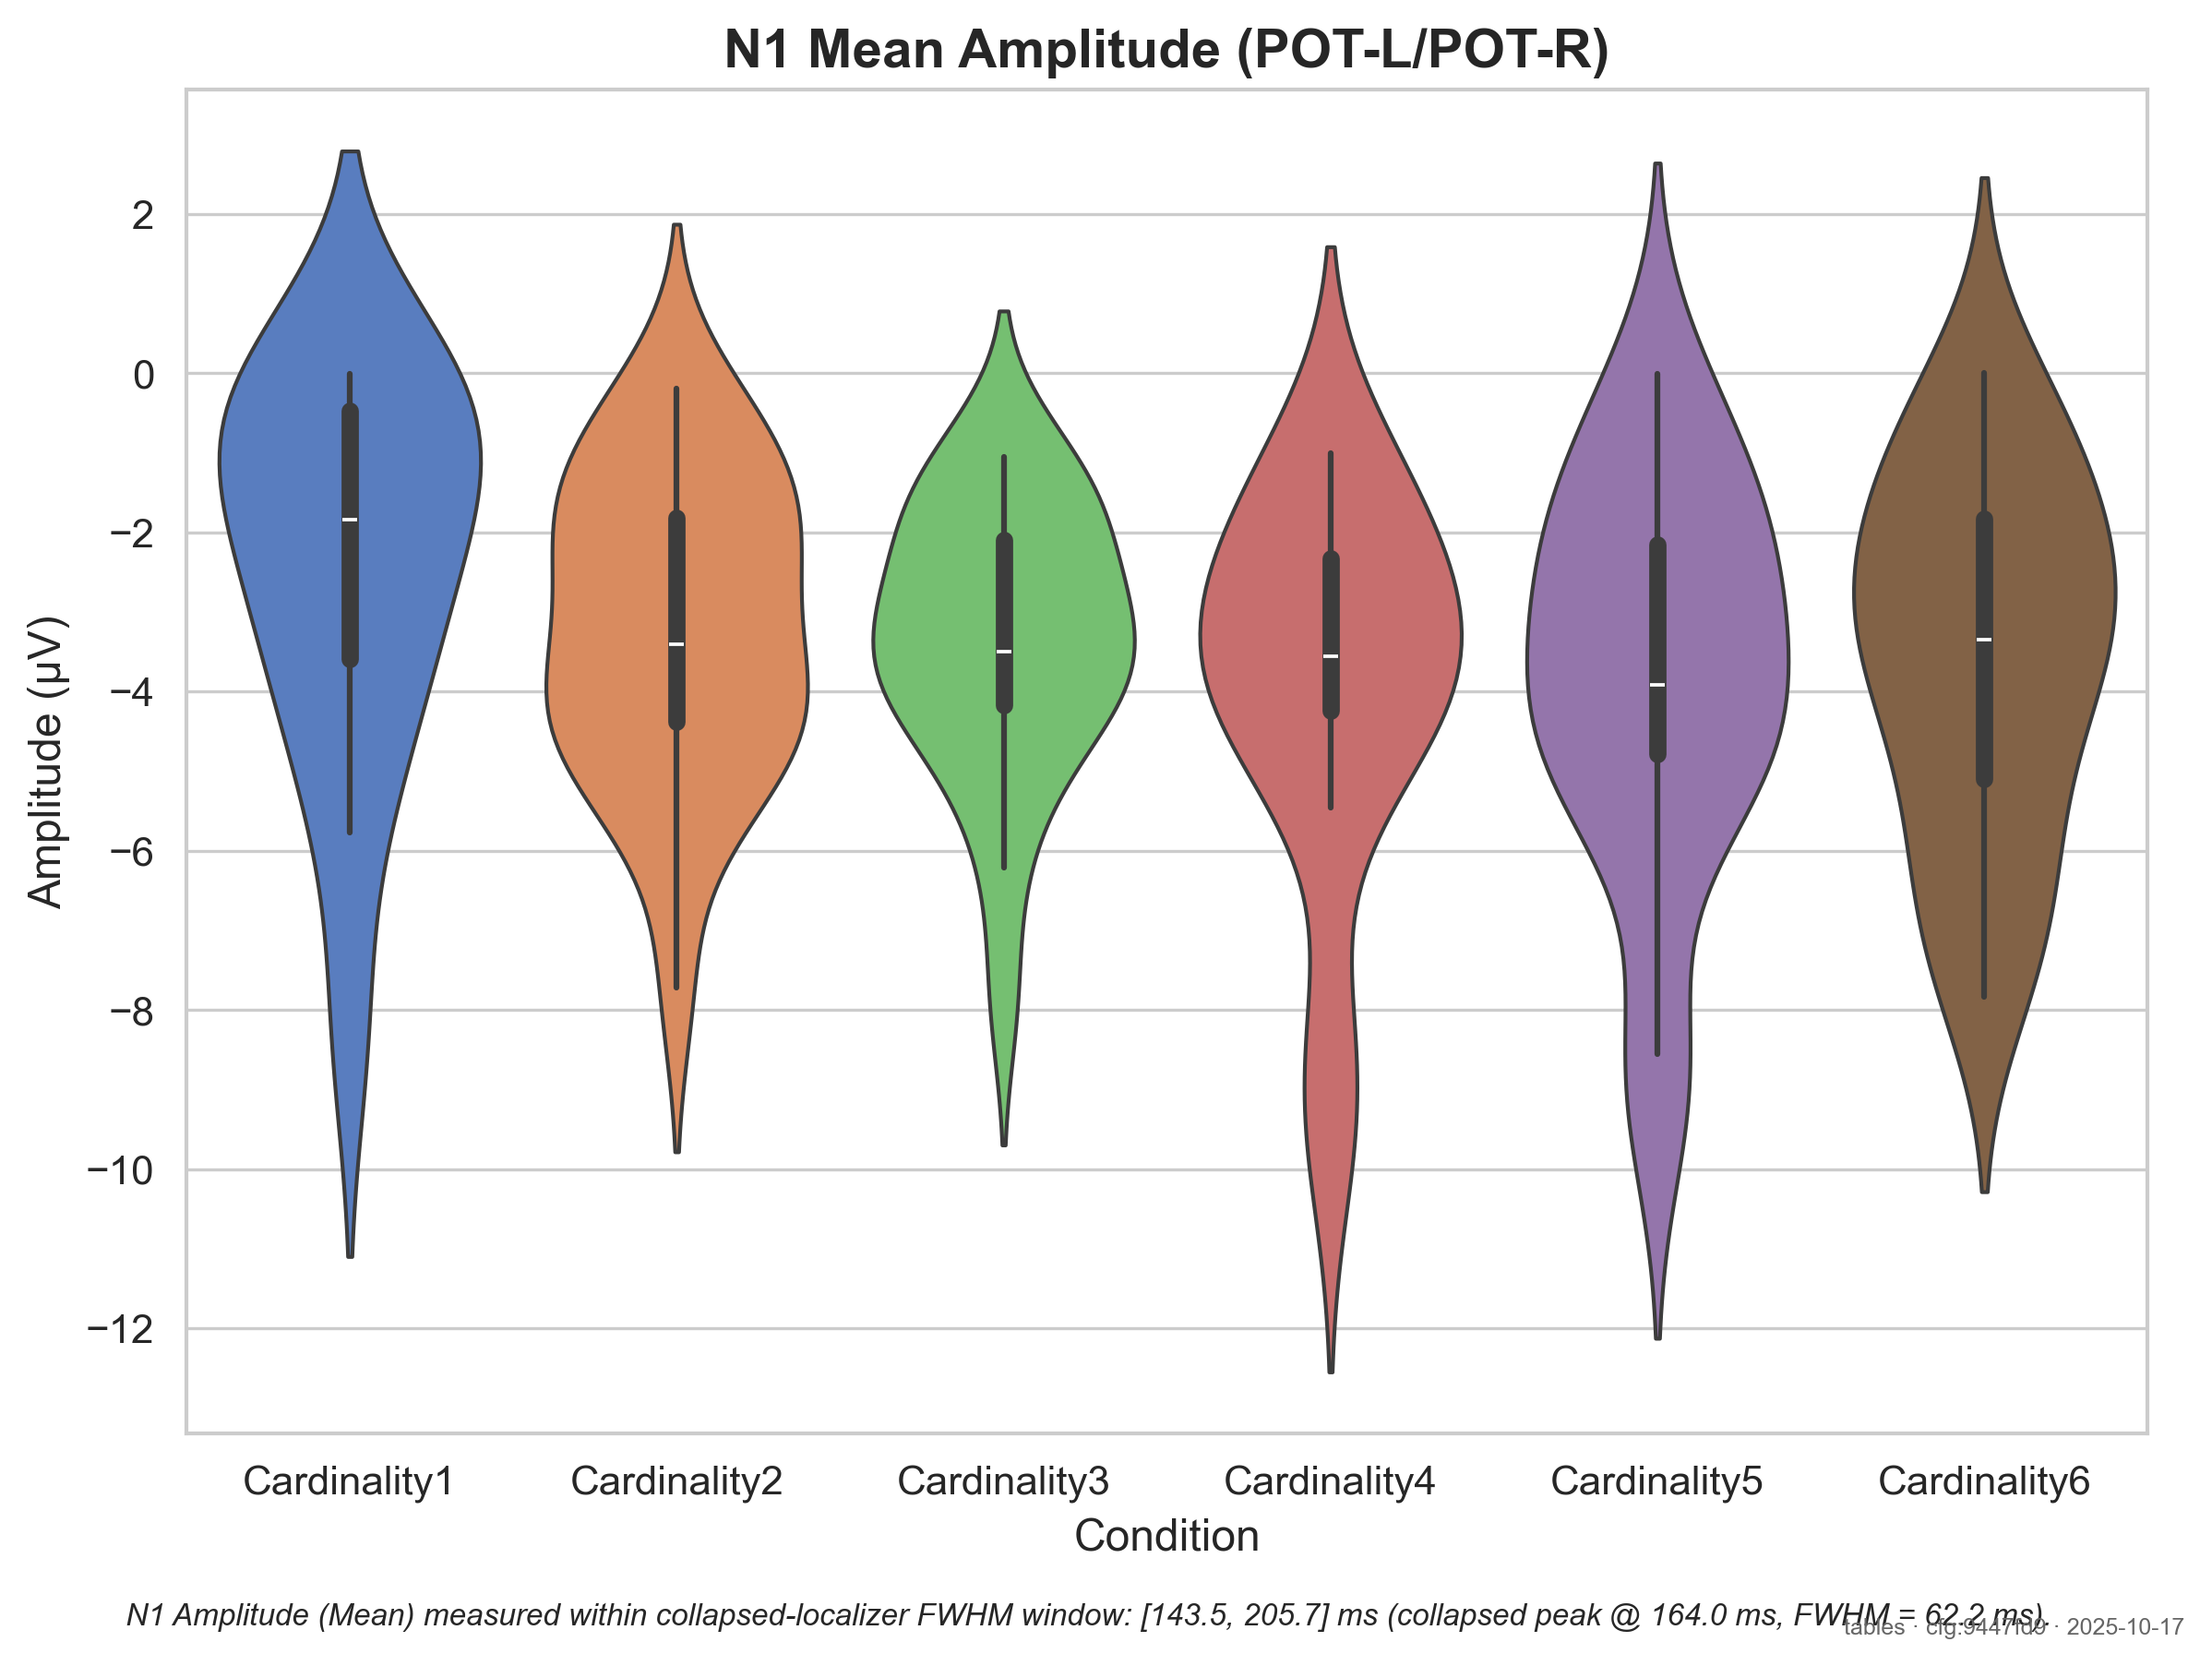 N1 Mean Amplitude (POT-L/POT-R)
2
0
−2
−4
−6
−8
−10
−12
Amplitude (µV)
Cardinality1 Cardinality2 Cardinality3 Cardinality4 Cardinality5 Cardinality6
Condition
N1 Amplitude (Mean) measured within collapsed-localizer FWHM window: [143.5, 205.7] ms (collapsed peak @ 164.0 ms, FWHM = 62.2 ms).
tables · cfg:9447fd9 · 2025-10-17